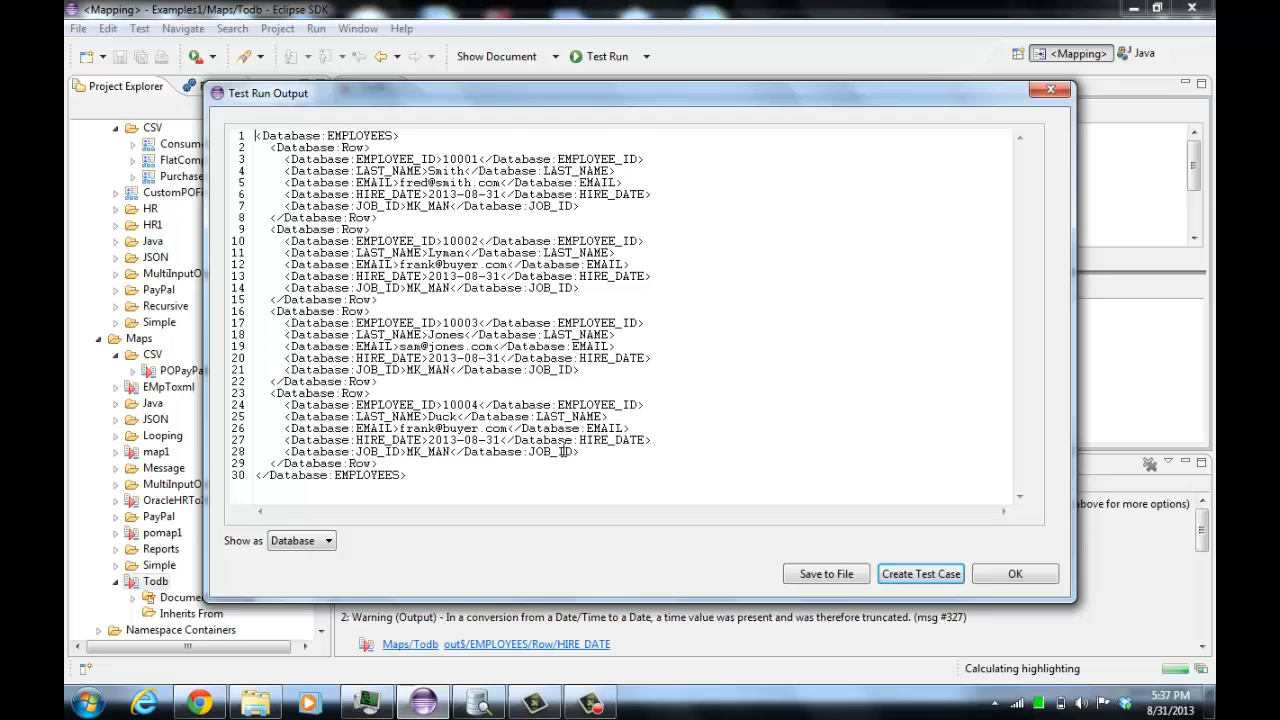 <Mapping> - Examples1/Maps/Todb - Eclipse SDK
File Edit Test Navigate Search Project Run Window Help
Show Document Test Run <Mapping> Java
Project Explorer
Test Run Output
CSV
Consum
FlatCom
Purchase
CustomPOFi
HR
HR1
Java
JSON
MultiInputO
PayPal
Recursive
Simple
Maps
CSV
POPayPa
EMpToxml
Java
JSON
Looping
map1
Message
MultiInputO
OracleHRTo
PayPal
pomap1
Reports
Simple
Todb
Docume
Inherits From
Namespace Containers
1 <Database:EMPLOYEES>
2 <Database:Row>
3 <Database:EMPLOYEE_ID>10001</Database:EMPLOYEE_ID>
4 <Database:LAST_NAME>Smith</Database:LAST_NAME>
5 <Database:EMAIL>fred@smith.com</Database:EMAIL>
6 <Database:HIRE_DATE>2013-08-31</Database:HIRE_DATE>
7 <Database:JOB_ID>MK_MAN</Database:JOB_ID>
8 </Database:Row>
9 <Database:Row>
10 <Database:EMPLOYEE_ID>10002</Database:EMPLOYEE_ID>
11 <Database:LAST_NAME>Lyman</Database:LAST_NAME>
12 <Database:EMAIL>frank@buyer.com</Database:EMAIL>
13 <Database:HIRE_DATE>2013-08-31</Database:HIRE_DATE>
14 <Database:JOB_ID>MK_MAN</Database:JOB_ID>
15 </Database:Row>
16 <Database:Row>
17 <Database:EMPLOYEE_ID>10003</Database:EMPLOYEE_ID>
18 <Database:LAST_NAME>Jones</Database:LAST_NAME>
19 <Database:EMAIL>sam@jones.com</Database:EMAIL>
20 <Database:HIRE_DATE>2013-08-31</Database:HIRE_DATE>
21 <Database:JOB_ID>MK_MAN</Database:JOB_ID>
22 </Database:Row>
23 <Database:Row>
24 <Database:EMPLOYEE_ID>10004</Database:EMPLOYEE_ID>
25 <Database:LAST_NAME>Duck</Database:LAST_NAME>
26 <Database:EMAIL>frank@buyer.com</Database:EMAIL>
27 <Database:HIRE_DATE>2013-08-31</Database:HIRE_DATE>
28 <Database:JOB_ID>MK_MAN</Database:JOB_ID>
29 </Database:Row>
30 </Database:EMPLOYEES>
Show as Database
Save to File Create Test Case OK
above for more options)
2: Warning (Output) - In a conversion from a Date/Time to a Date, a time value was present and was therefore truncated. (msg #327)
Maps/Todb out$/EMPLOYEES/Row/HIRE_DATE
Calculating highlighting
5:37 PM
8/31/2013